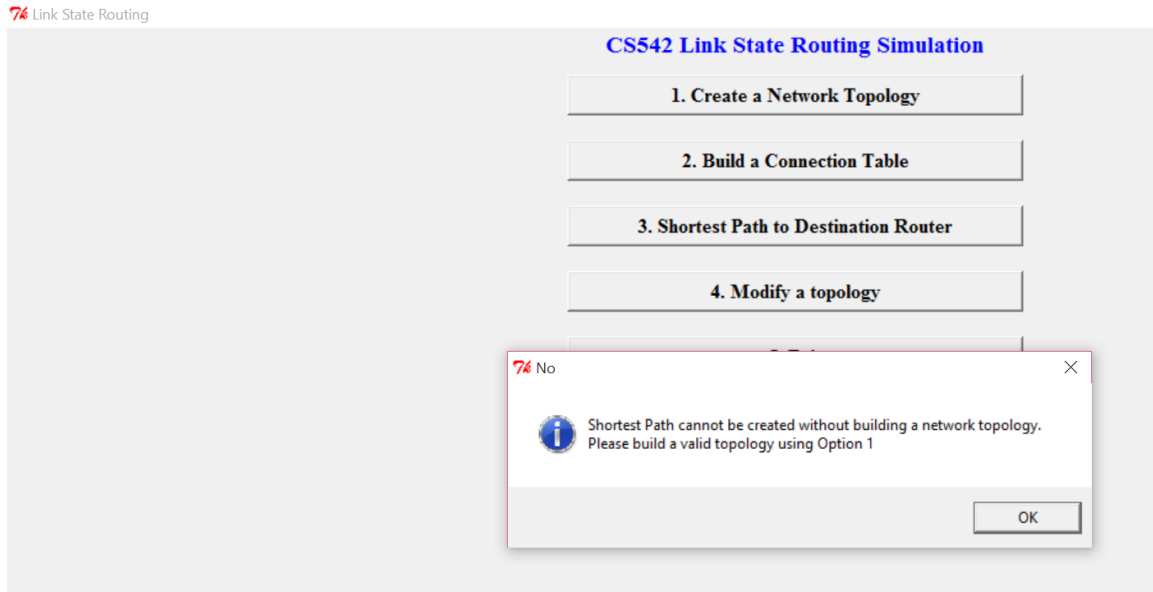 Link State Routing
CS542 Link State Routing Simulation
1. Create a Network Topology
2. Build a Connection Table
3. Shortest Path to Destination Router
4. Modify a topology
No
Shortest Path cannot be created without building a network topology.
Please build a valid topology using Option 1
OK